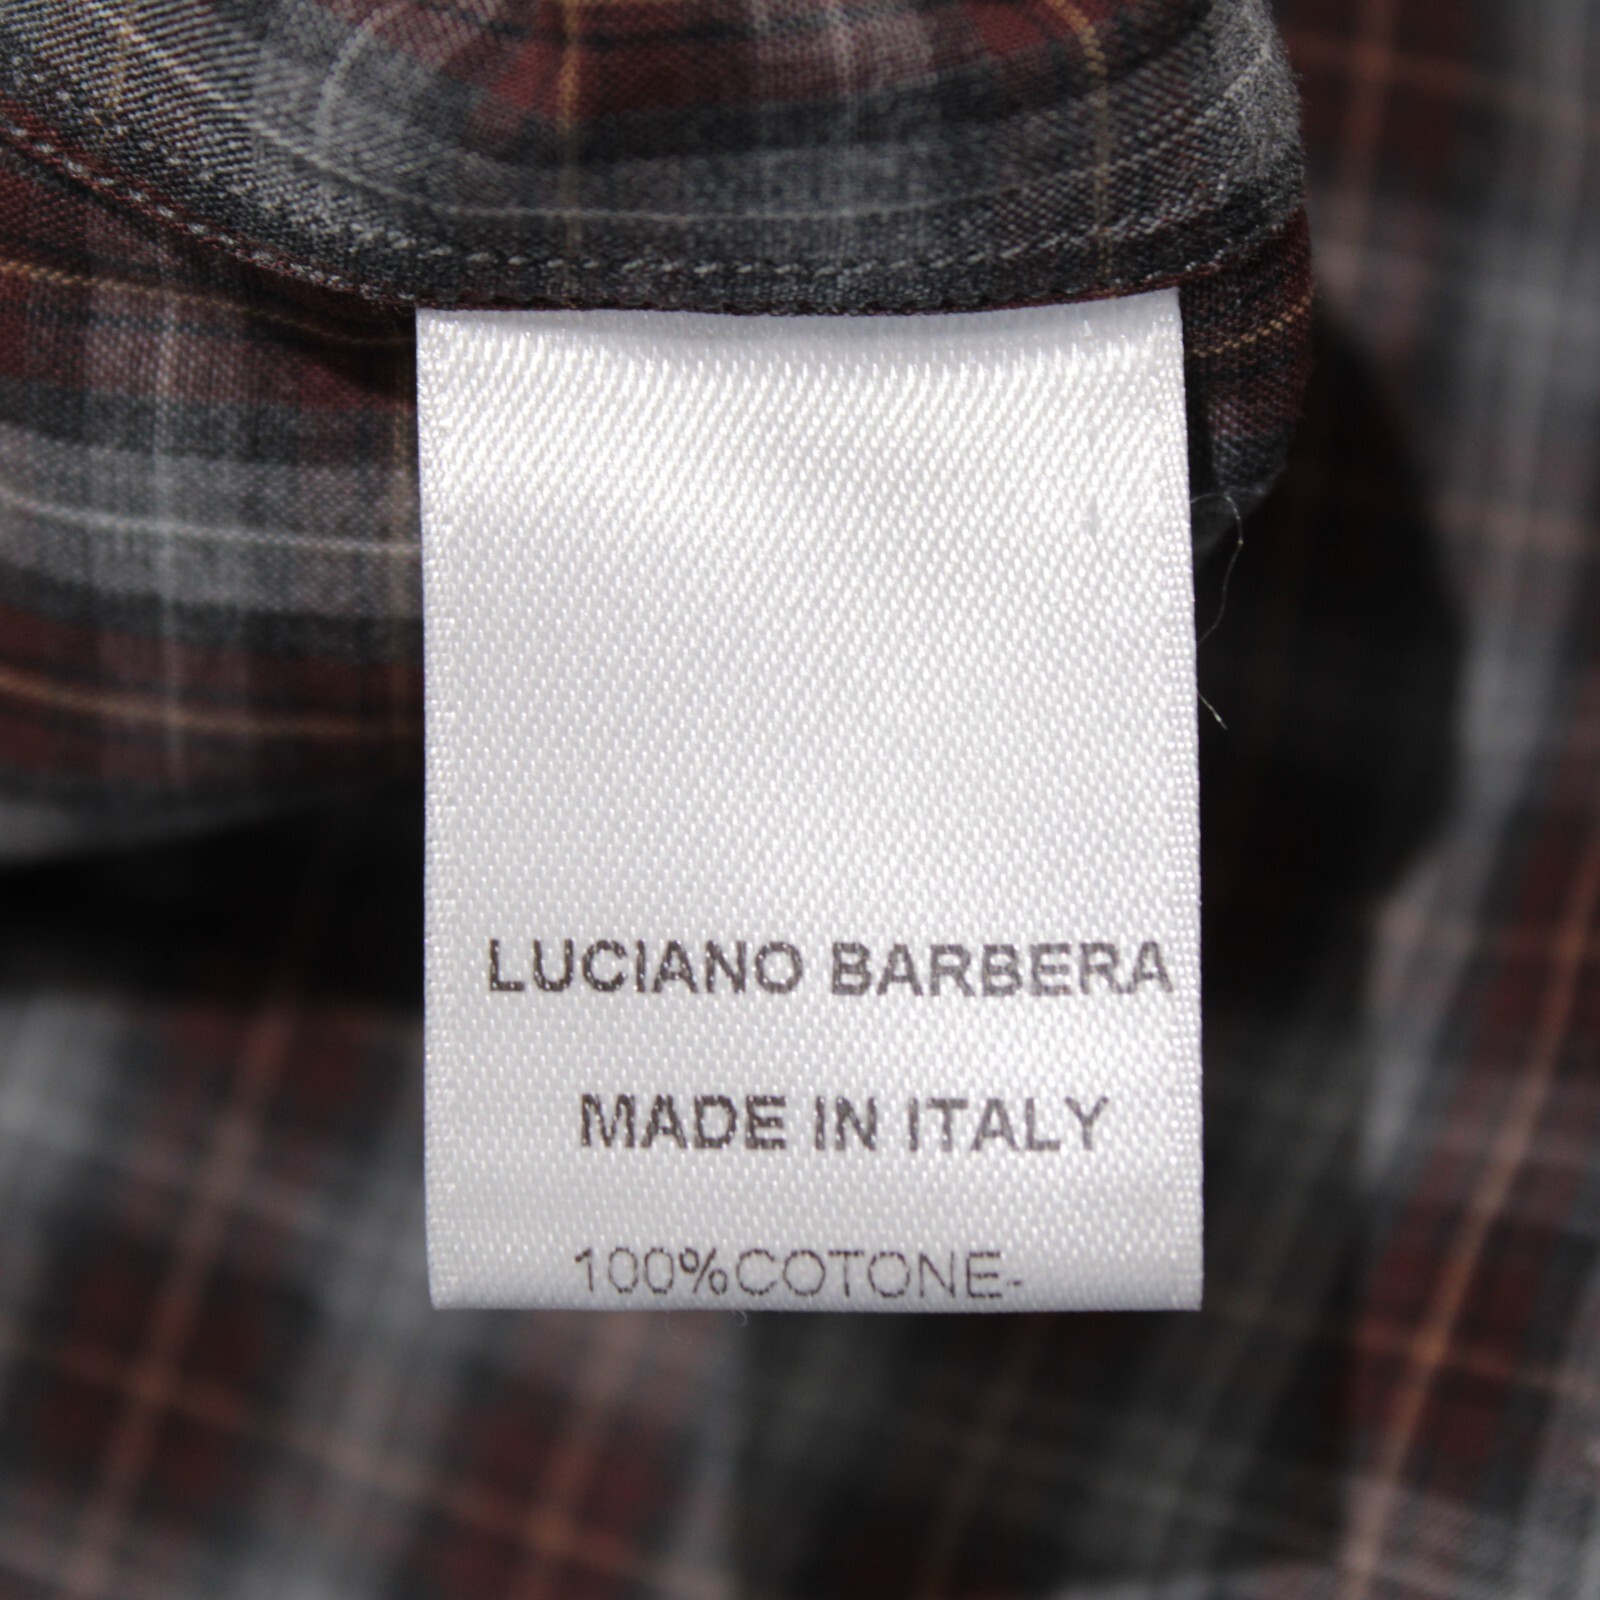 LUCIANO BARBERA
MADE IN ITALY
100%COTONE-